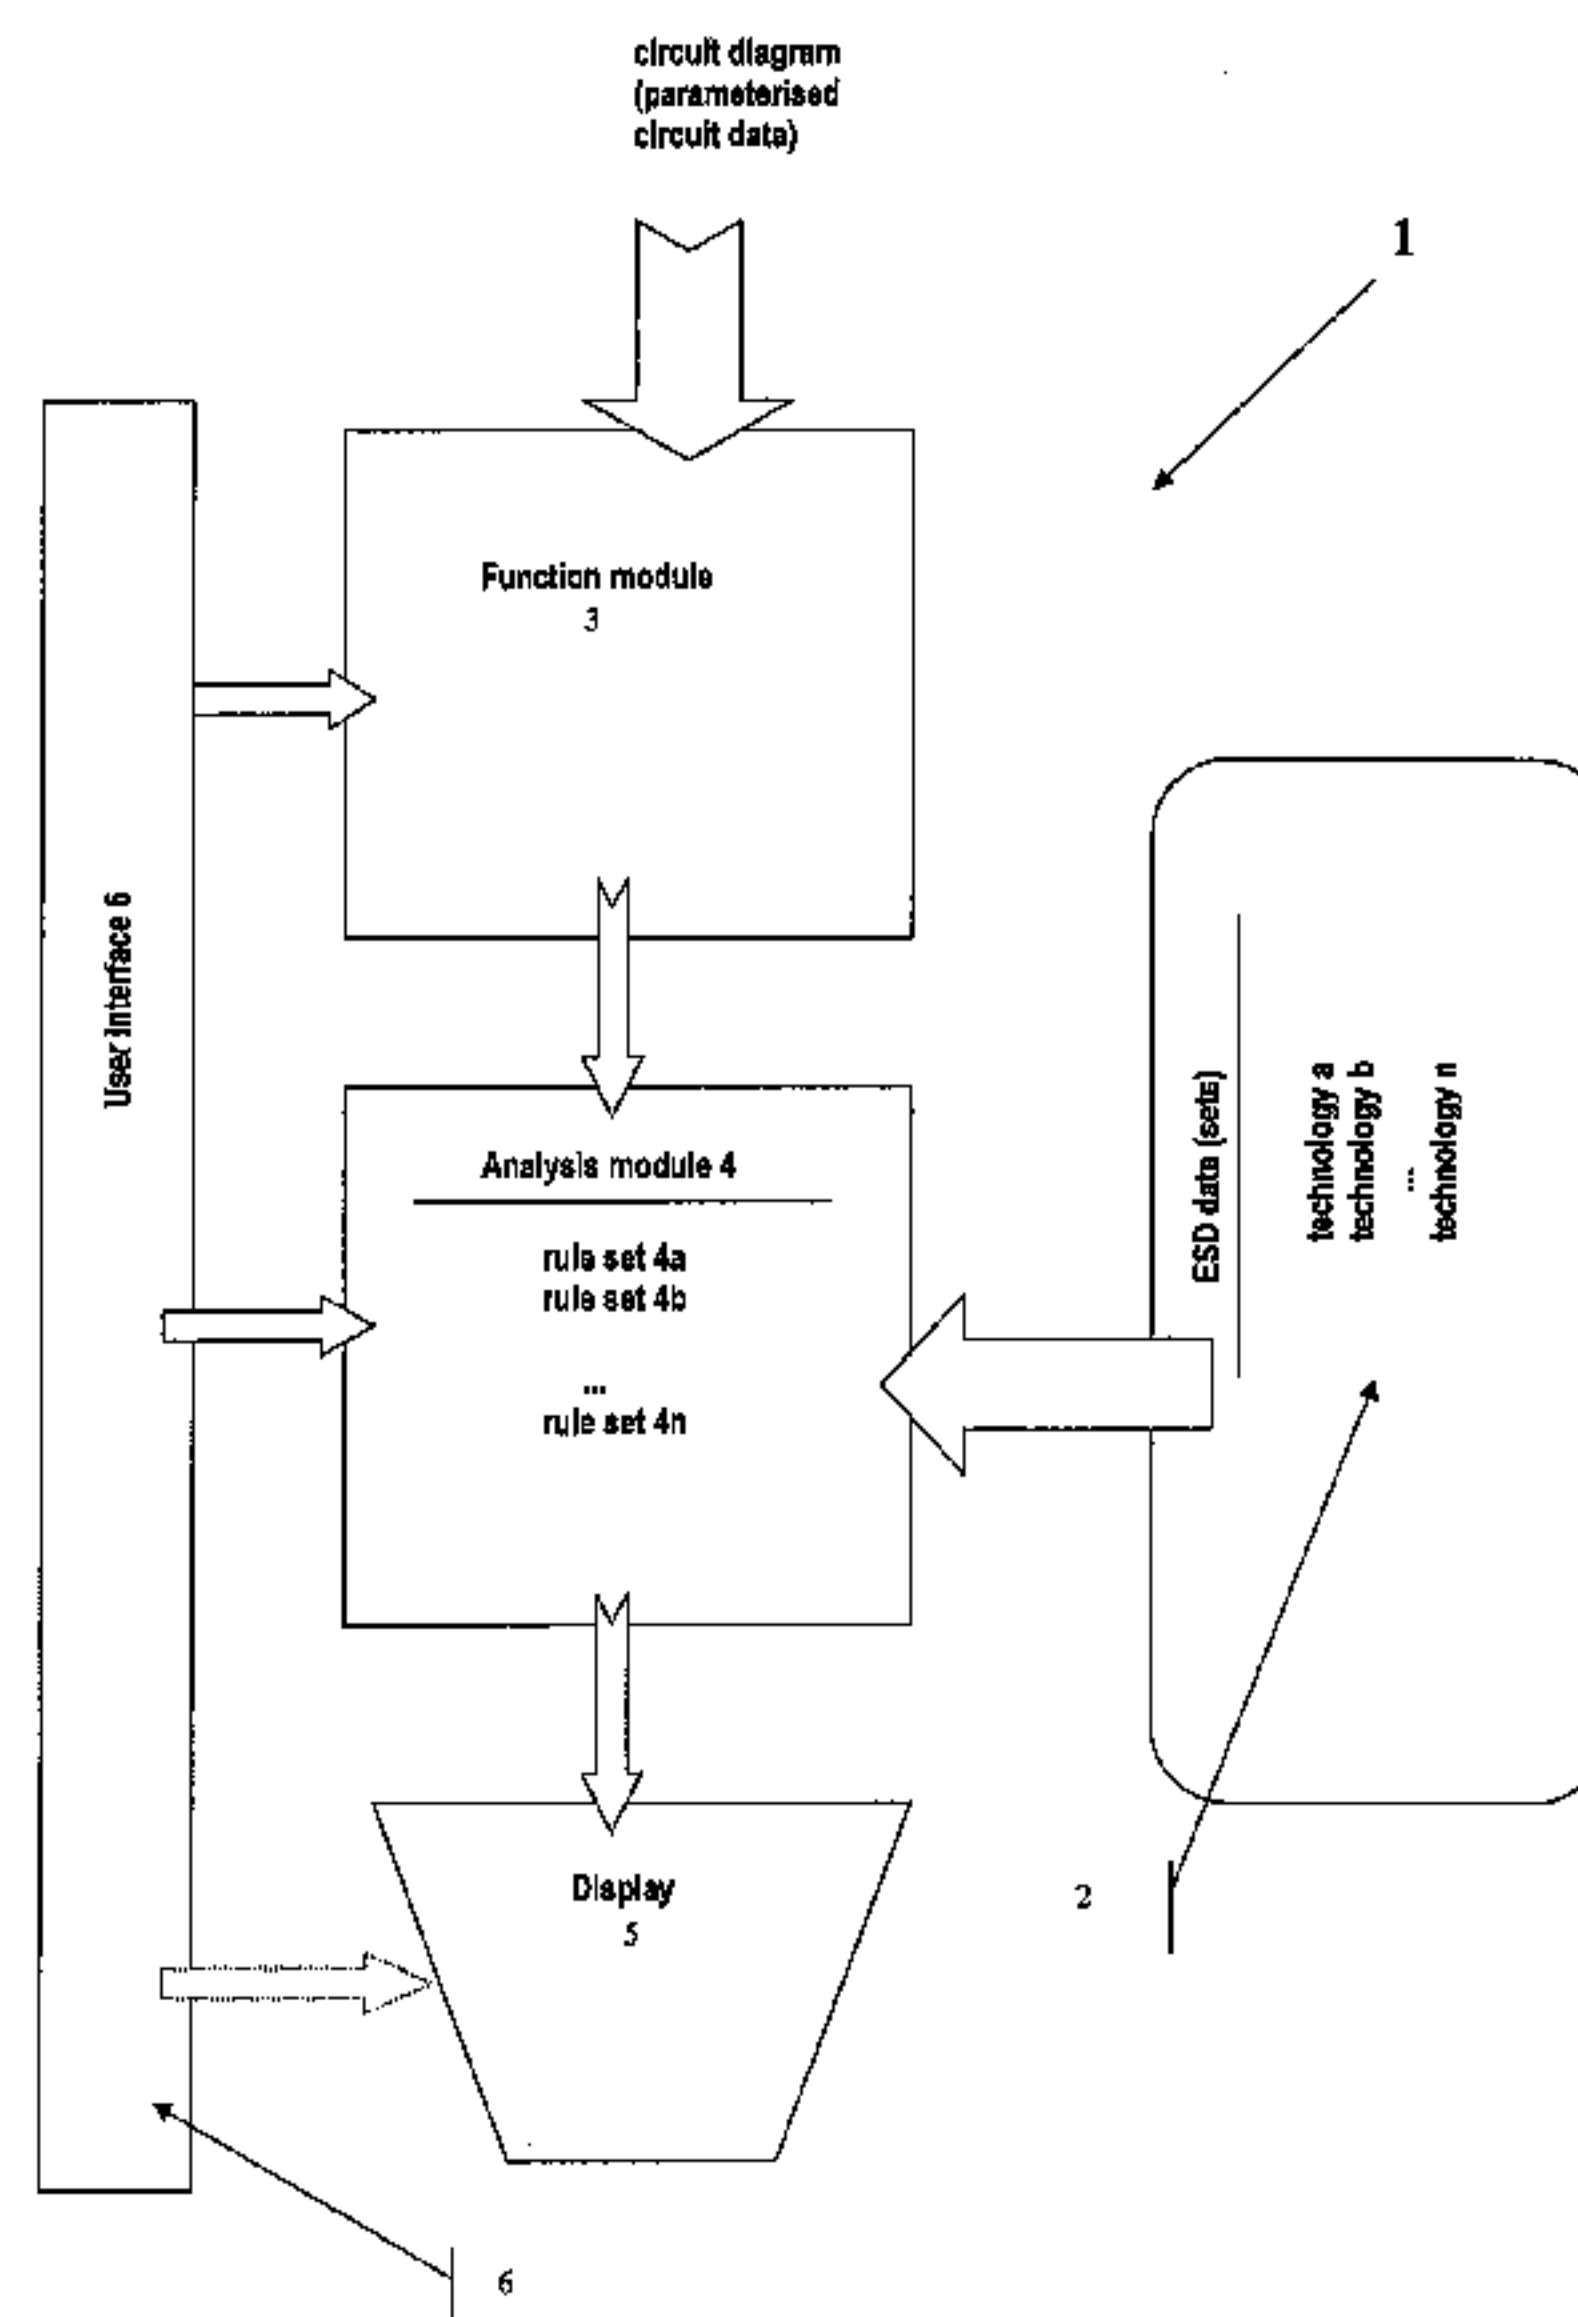 circuit diagram
(parameterised
circuit data)
1
Function module
3
User interface 6
Analysis module 4
rule set 4a
rule set 4b
...
rule set 4n
ESD data (sets)
technology a
technology b
...
technology n
Display
5
2
6